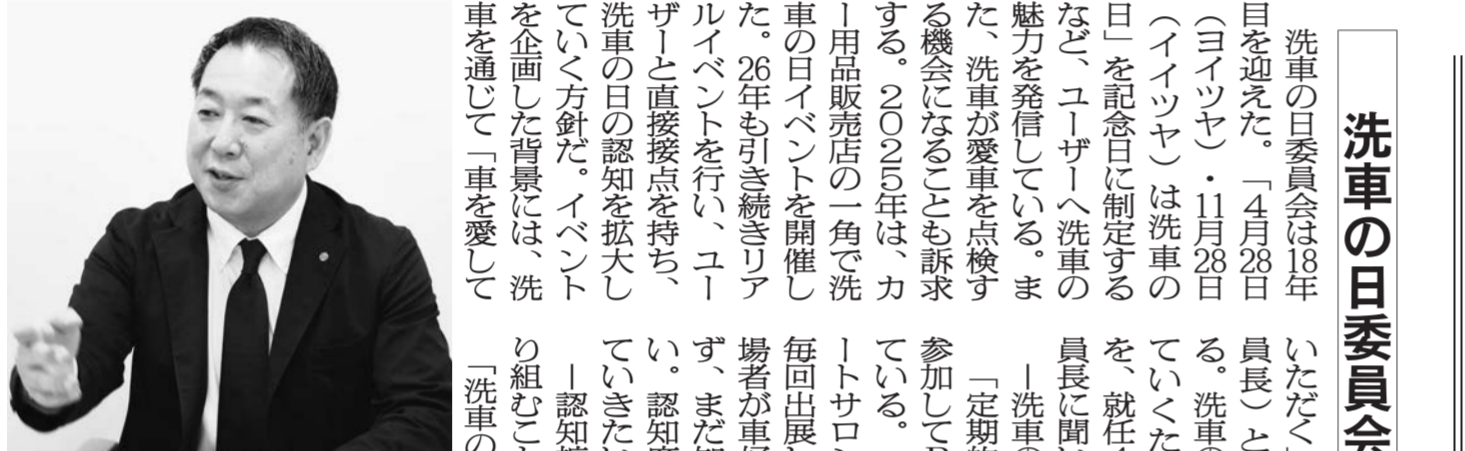 洗車の日委員会
洗車の日委員会は18年
目を迎えた。「4月28日
(ヨイツヤ)・11月28日
(イイツヤ)は洗車の
日」を記念日に制定する
など、ユーザーへ洗車の
魅力を発信している。ま
た、洗車が愛車を点検す
る機会になることも訴求
する。2025年は、カ
ー用品販売店の一角で洗
車の日イベントを開催し
た。26年も引き続きリア
ルイベントを行い、ユー
ザーと直接接点を持ち、
洗車の日の認知を拡大し
ていく方針だ。イベント
を企画した背景には、洗
車を通じて「車を愛して
いただく
員長)と
る。洗車の
ていくた
を、就任
員長に聞い
―洗車の
「定期的
参加して
ている。
ートサロン
毎回出展し
場者が車好
ず、まだ知
い。認知度
ていきたい
―認知拡
り組むこと
「洗車の